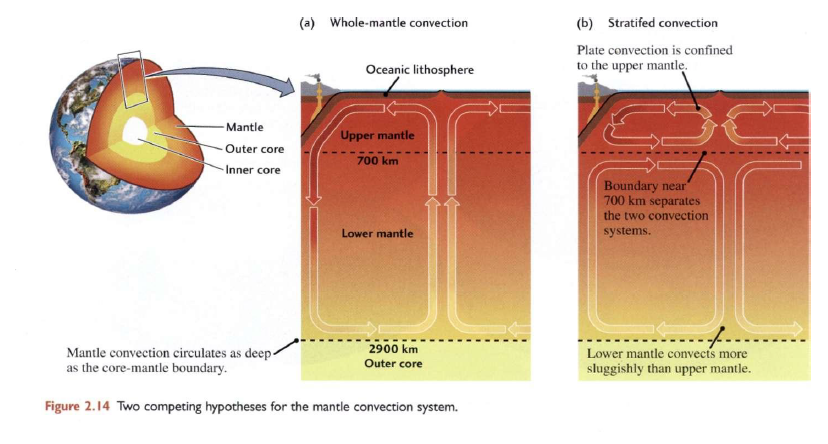 (a) Whole-mantle convection
(b) Stratifed convection
Plate convection is confined
to the upper mantle.
Oceanic lithosphere
Mantle
Outer core
Inner core
Upper mantle
700 km
Lower mantle
Boundary near
700 km separates
the two convection
systems.
Mantle convection circulates as deep
as the core-mantle boundary.
2900 km
Outer core
Lower mantle convects more
sluggishly than upper mantle.
Figure 2.14 Two competing hypotheses for the mantle convection system.